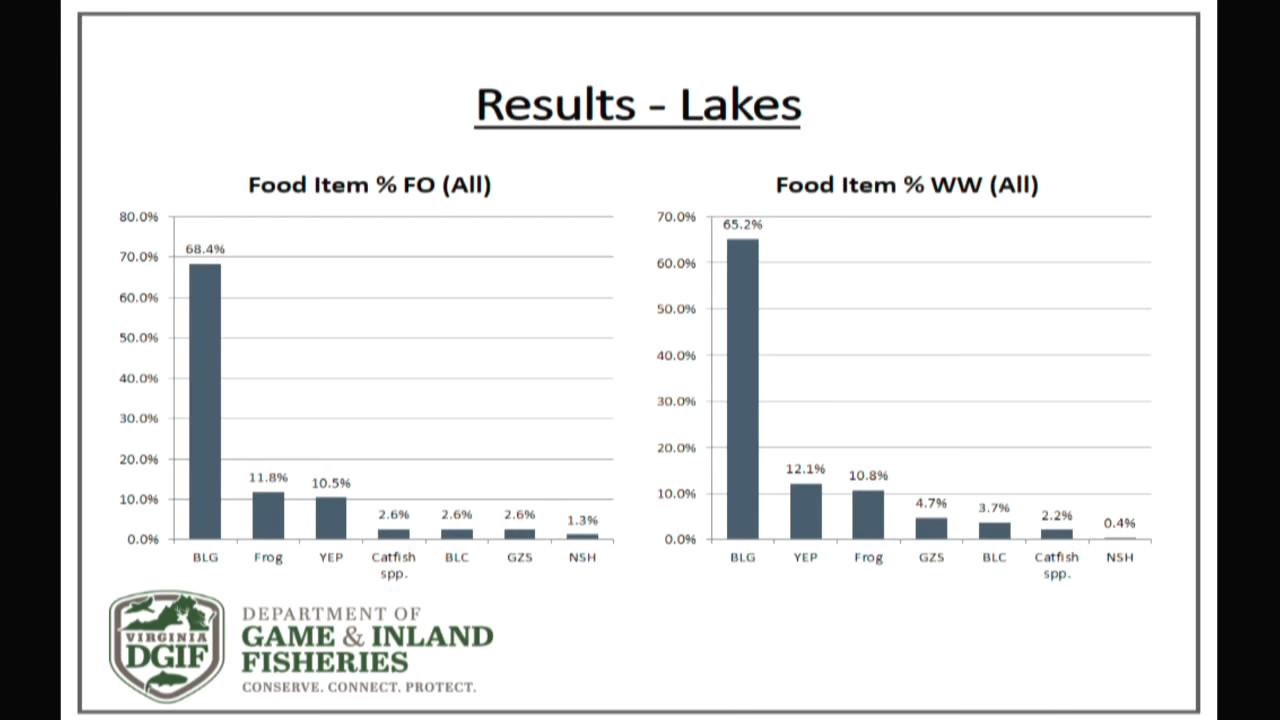 Results - Lakes
Food Item % FO (All)
80.0%
70.0%
60.0%
50.0%
40.0%
30.0%
20.0%
10.0%
0.0%
68.4%
11.8%
10.5%
2.6%
2.6%
2.6%
1.3%
BLG
Frog
YEP
Catfish
spp.
BLC
GZS
NSH
Food Item % WW (All)
70.0%
60.0%
50.0%
40.0%
30.0%
20.0%
10.0%
0.0%
65.2%
12.1%
10.8%
4.7%
3.7%
2.2%
0.4%
BLG
YEP
Frog
GZS
BLC
Catfish
spp.
NSH
VIRGINIA
DGIF
DEPARTMENT OF
GAME & INLAND
FISHERIES
CONSERVE. CONNECT. PROTECT.